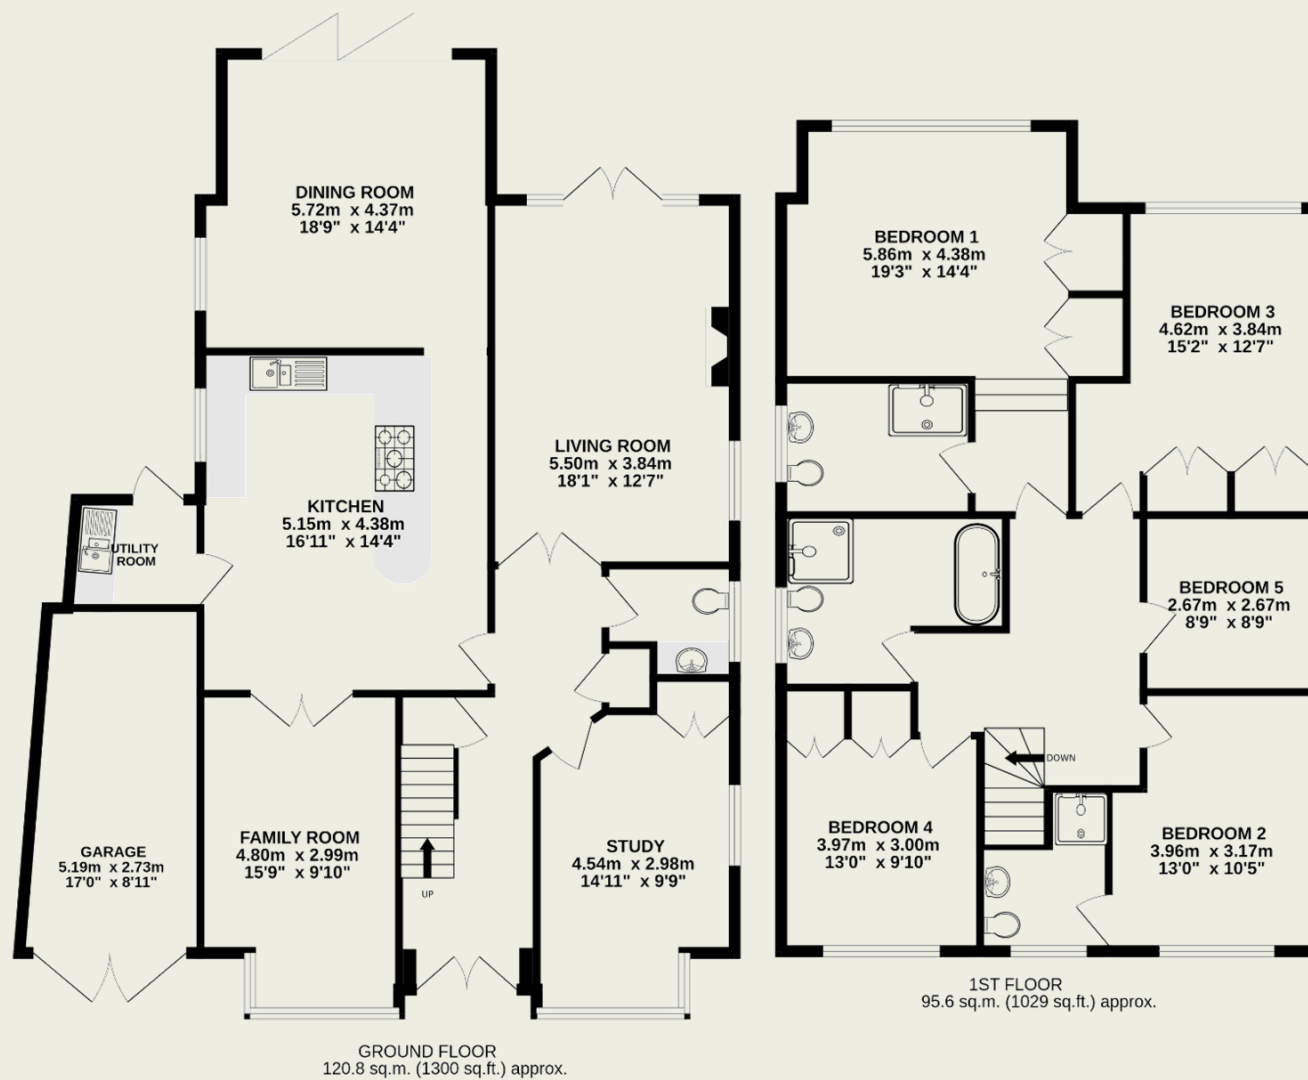 DINING ROOM
5.72m x 4.37m
18'9" x 14'4"
LIVING ROOM
5.50m x 3.84m
18'1" x 12'7"
KITCHEN
5.15m x 4.38m
16'11" x 14'4"
UTILITY
ROOM
GARAGE
5.19m x 2.73m
17'0" x 8'11"
FAMILY ROOM
4.80m x 2.99m
15'9" x 9'10"
UP
STUDY
4.54m x 2.98m
14'11" x 9'9"
GROUND FLOOR
120.8 sq.m. (1300 sq.ft.) approx.
BEDROOM 1
5.86m x 4.38m
19'3" x 14'4"
BEDROOM 3
4.62m x 3.84m
15'2" x 12'7"
BEDROOM 5
2.67m x 2.67m
8'9" x 8'9"
DOWN
BEDROOM 4
3.97m x 3.00m
13'0" x 9'10"
BEDROOM 2
3.96m x 3.17m
13'0" x 10'5"
1ST FLOOR
95.6 sq.m. (1029 sq.ft.) approx.